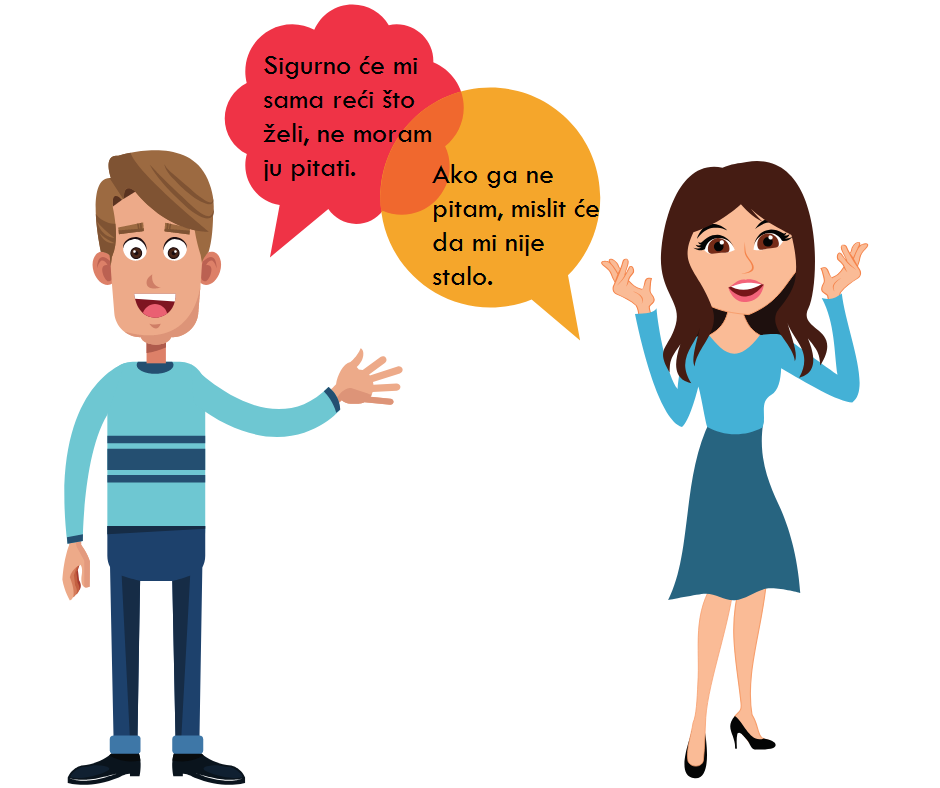 Sigurno će mi
sama reći što
želi, ne moram
ju pitati.
Ako ga ne
pitam, mislit će
da mi nije
stalo.